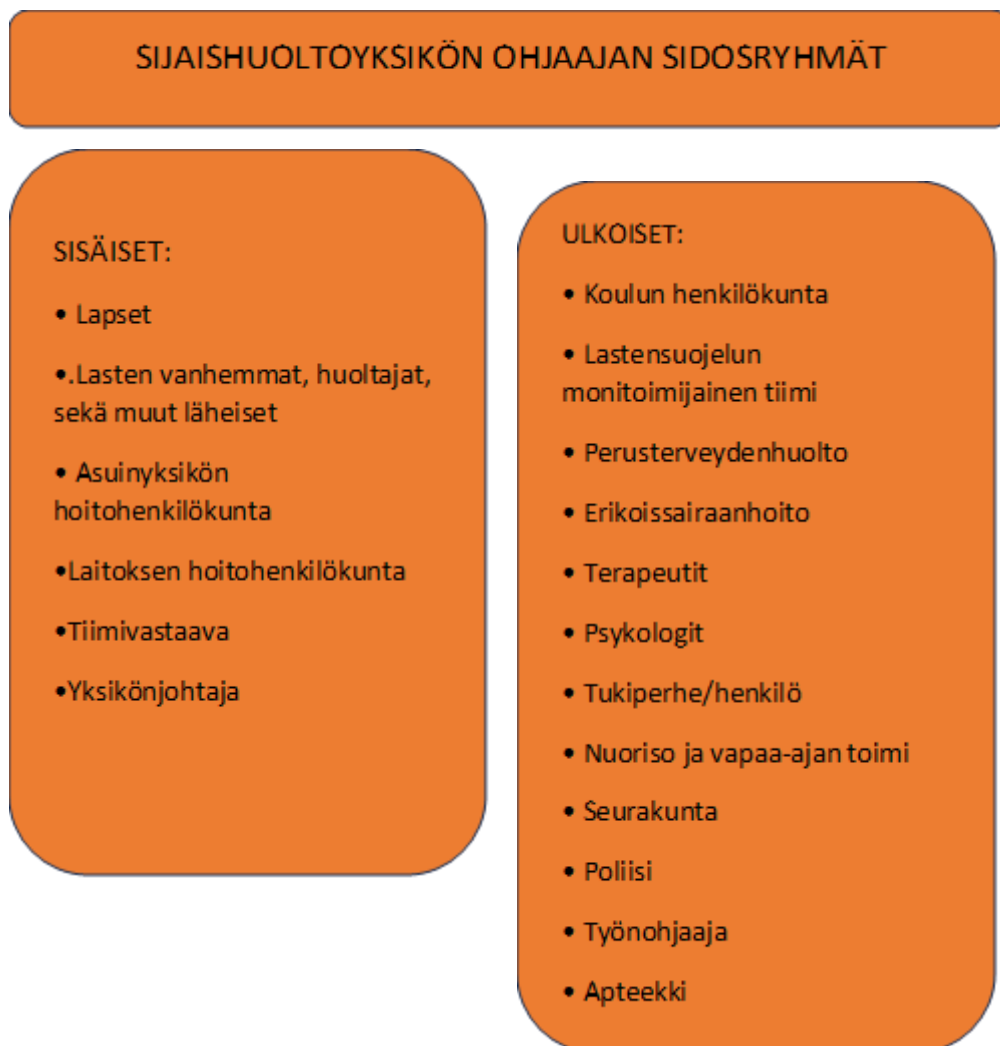 SIJAISHUOLTOYKSIKÖN OHJAAJAN SIDOSRYHMÄT
SISÄISET:
• Lapset
•.Lasten vanhemmat, huoltajat,
sekä muut läheiset
• Asuinyksikön
hoitohenkilökunta
•Laitoksen hoitohenkilökunta
•Tiimivastaava
•Yksikönjohtaja
ULKOISET:
• Koulun henkilökunta
• Lastensuojelun
monitoimijainen tiimi
• Perusterveydenhuolto
• Erikoissairaanhoito
• Terapeutit
• Psykologit
• Tukiperhe/henkilö
• Nuoriso ja vapaa-ajan toimi
• Seurakunta
• Poliisi
• Työnohjaaja
• Apteekki